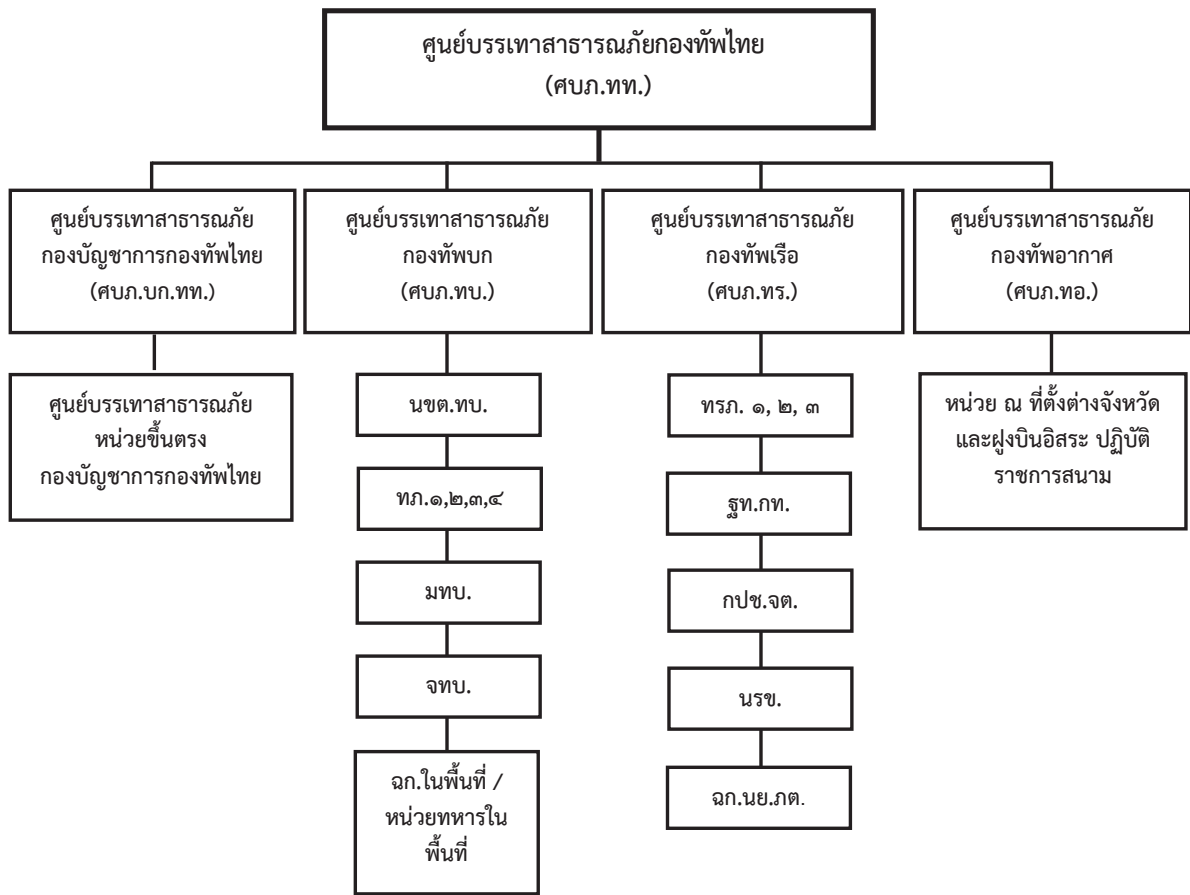 ศูนย์บรรเทาสาธารณภัยกองทัพไทย
(ศบภ.ทท.)
ศูนย์บรรเทาสาธารณภัย
กองบัญชาการกองทัพไทย
(ศบภ.บก.ทท.)
ศูนย์บรรเทาสาธารณภัย
กองทัพบก
(ศบภ.ทบ.)
ศูนย์บรรเทาสาธารณภัย
กองทัพเรือ
(ศบภ.ทร.)
ศูนย์บรรเทาสาธารณภัย
กองทัพอากาศ
(ศบภ.ทอ.)
ศูนย์บรรเทาสาธารณภัย
หน่วยขึ้นตรง
กองบัญชาการกองทัพไทย
นขต.ทบ.
ทภ.๑,๒,๓,๔
มทบ.
จทบ.
ฉก.ในพื้นที่ /
หน่วยทหารใน
พื้นที่
ทรภ. ๑, ๒, ๓
ฐท.กท.
กปช.จต.
นรข.
ฉก.นย.ภต.
หน่วย ณ ที่ตั้งต่างจังหวัด
และฝูงบินอิสระ ปฏิบัติ
ราชการสนาม